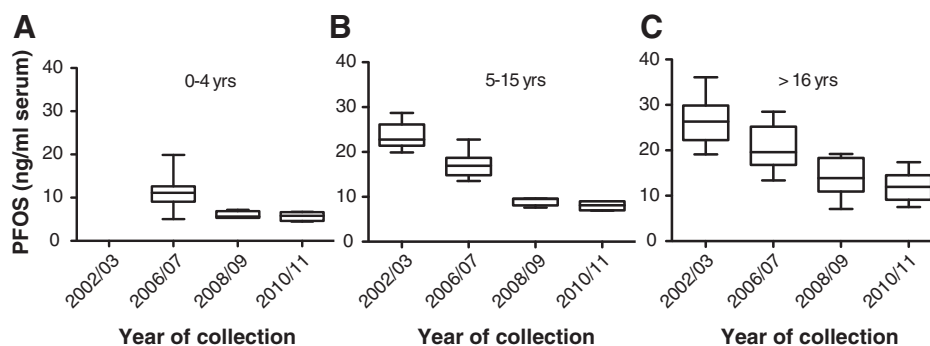 A
B
C
PFOS (ng/ml serum)
0-4 yrs
5-15 yrs
> 16 yrs
40
30
20
10
0
2002/03
2006/07
2008/09
2010/11
Year of collection
40
30
20
10
0
2002/03
2006/07
2008/09
2010/11
Year of collection
40
30
20
10
0
2002/03
2006/07
2008/09
2010/11
Year of collection